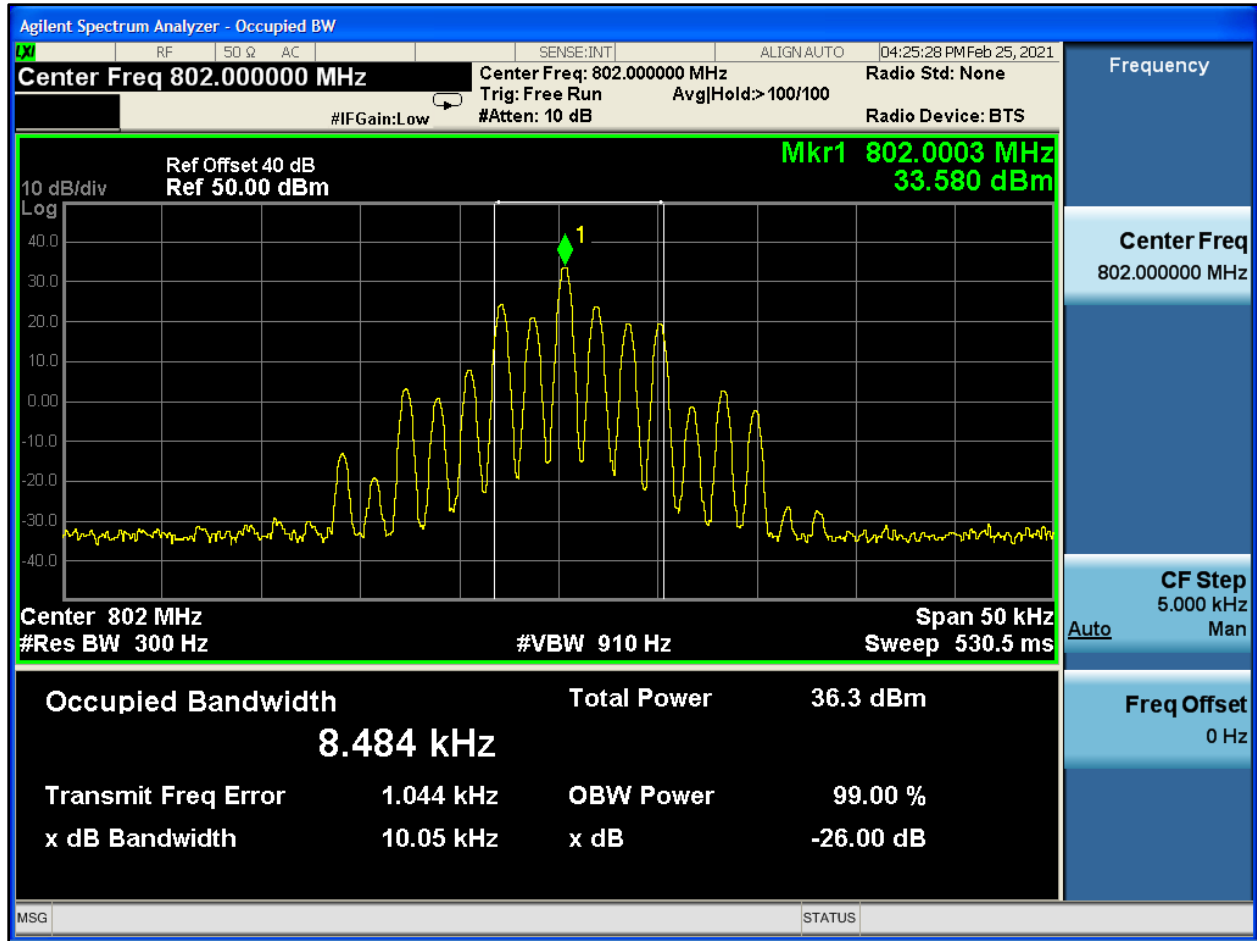 Agilent Spectrum Analyzer - Occupied BW
LXI RF 50 Ω AC SENSE:INT ALIGN AUTO 04:25:28 PM Feb 25, 2021
Center Freq 802.000000 MHz
Center Freq: 802.000000 MHz
Radio Std: None
Trig: Free Run Avg|Hold:>100/100
#IFGain:Low
#Atten: 10 dB
Radio Device: BTS
Frequency
Mkr1 802.0003 MHz
33.580 dBm
Ref Offset 40 dB
10 dB/div Ref 50.00 dBm
Log
1
40.0
30.0
20.0
10.0
0.00
-10.0
-20.0
-30.0
-40.0
Center 802 MHz Span 50 kHz
#Res BW 300 Hz #VBW 910 Hz Sweep 530.5 ms
Center Freq
802.000000 MHz
CF Step
5.000 kHz
Auto Man
Freq Offset
0 Hz
Occupied Bandwidth Total Power 36.3 dBm
8.484 kHz
Transmit Freq Error 1.044 kHz OBW Power 99.00 %
x dB Bandwidth 10.05 kHz x dB -26.00 dB
MSG STATUS